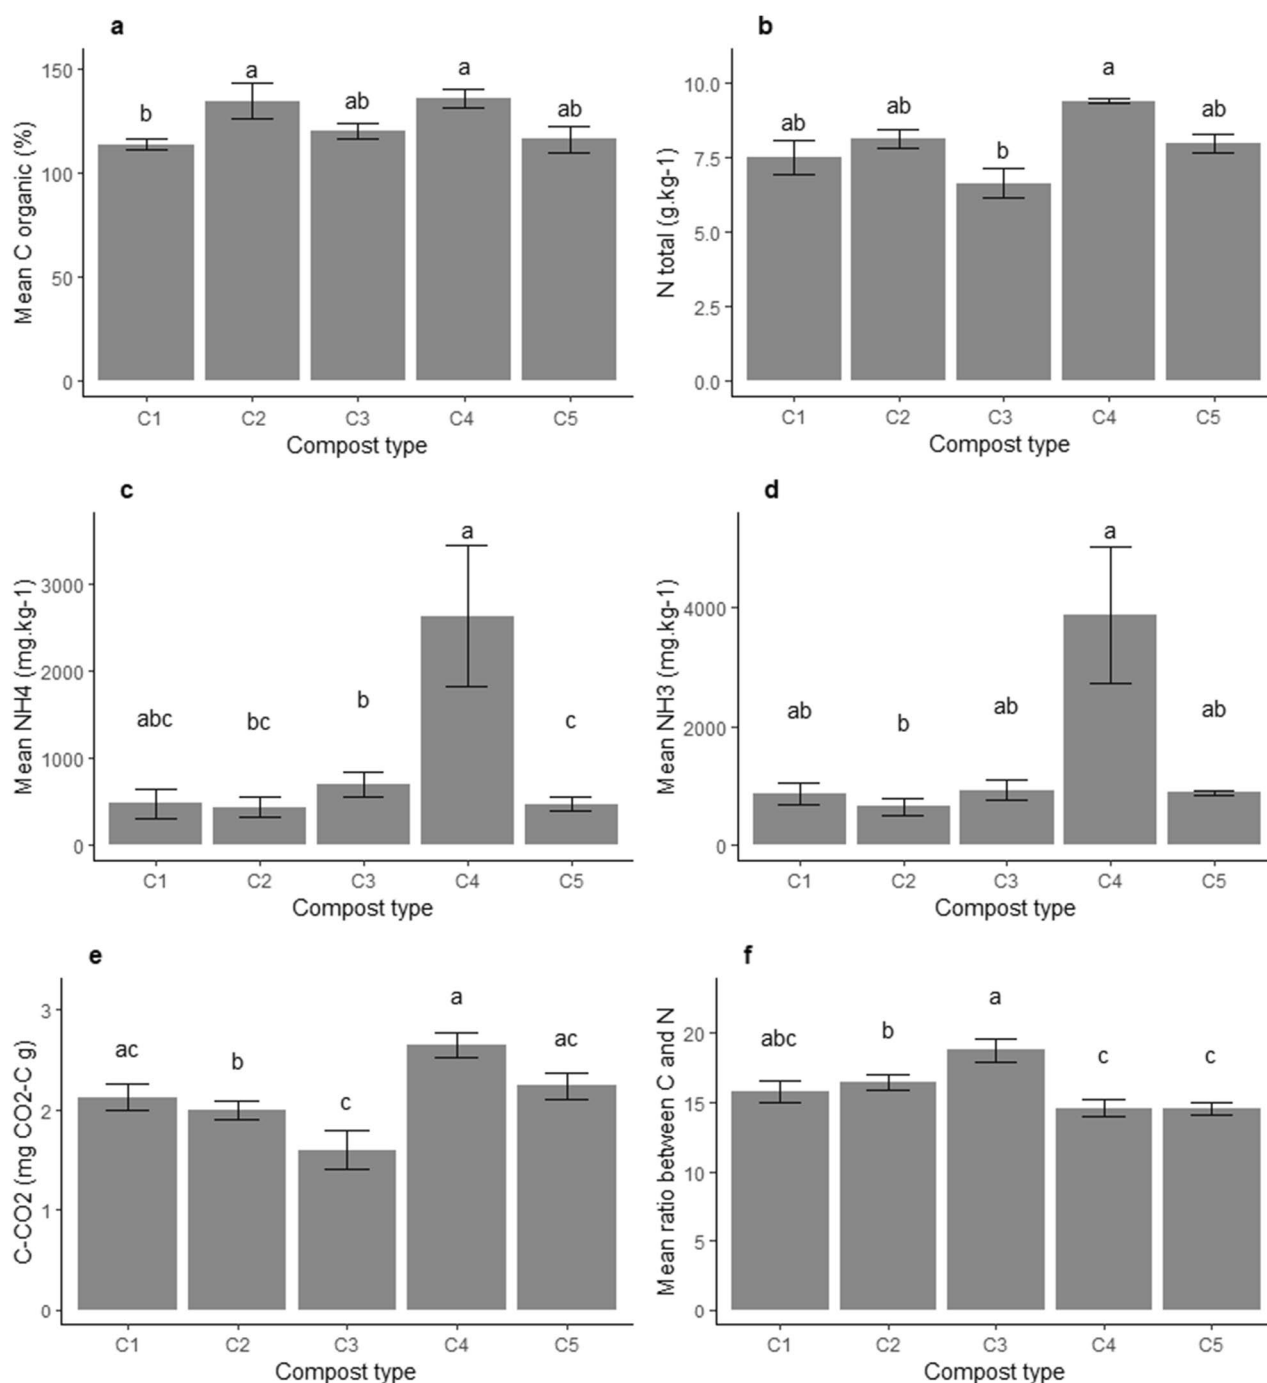 a
Mean C organic (%)
150
100
50
0
b
a
ab
a
ab
C1 C2 C3 C4 C5
Compost type
b
N total (g.kg-1)
10.0
7.5
5.0
2.5
0.0
ab
ab
b
a
ab
C1 C2 C3 C4 C5
Compost type
c
Mean NH4 (mg.kg-1)
3000
2000
1000
0
abc
bc
b
a
c
C1 C2 C3 C4 C5
Compost type
d
Mean NH3 (mg.kg-1)
4000
2000
0
ab
b
ab
a
ab
C1 C2 C3 C4 C5
Compost type
e
C-CO2 (mg CO2-C g)
3
2
1
0
ac
b
c
a
ac
C1 C2 C3 C4 C5
Compost type
f
Mean ratio between C and N
20
15
10
5
0
abc
b
a
c
c
C1 C2 C3 C4 C5
Compost type